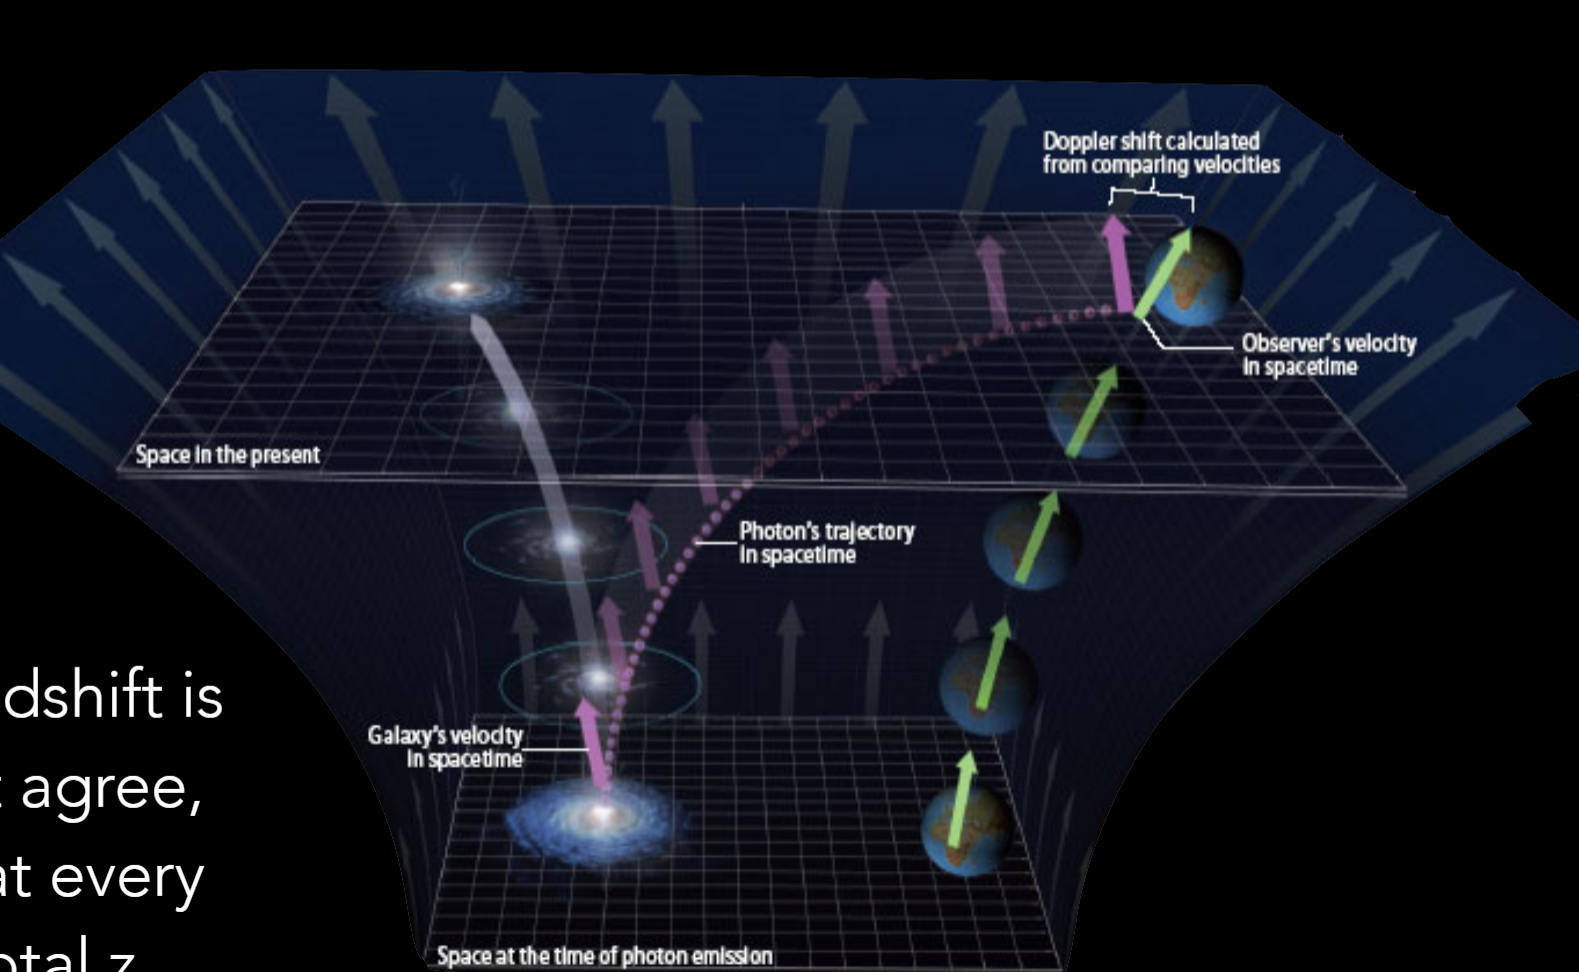 Doppler shift calculated
from comparing velocities
Observer's velocity
in spacetime
Space in the present
Photon's trajectory
in spacetime
Galaxy's velocity
in spacetime
Space at the time of photon emission
dshift is
t agree,
at every
otal z